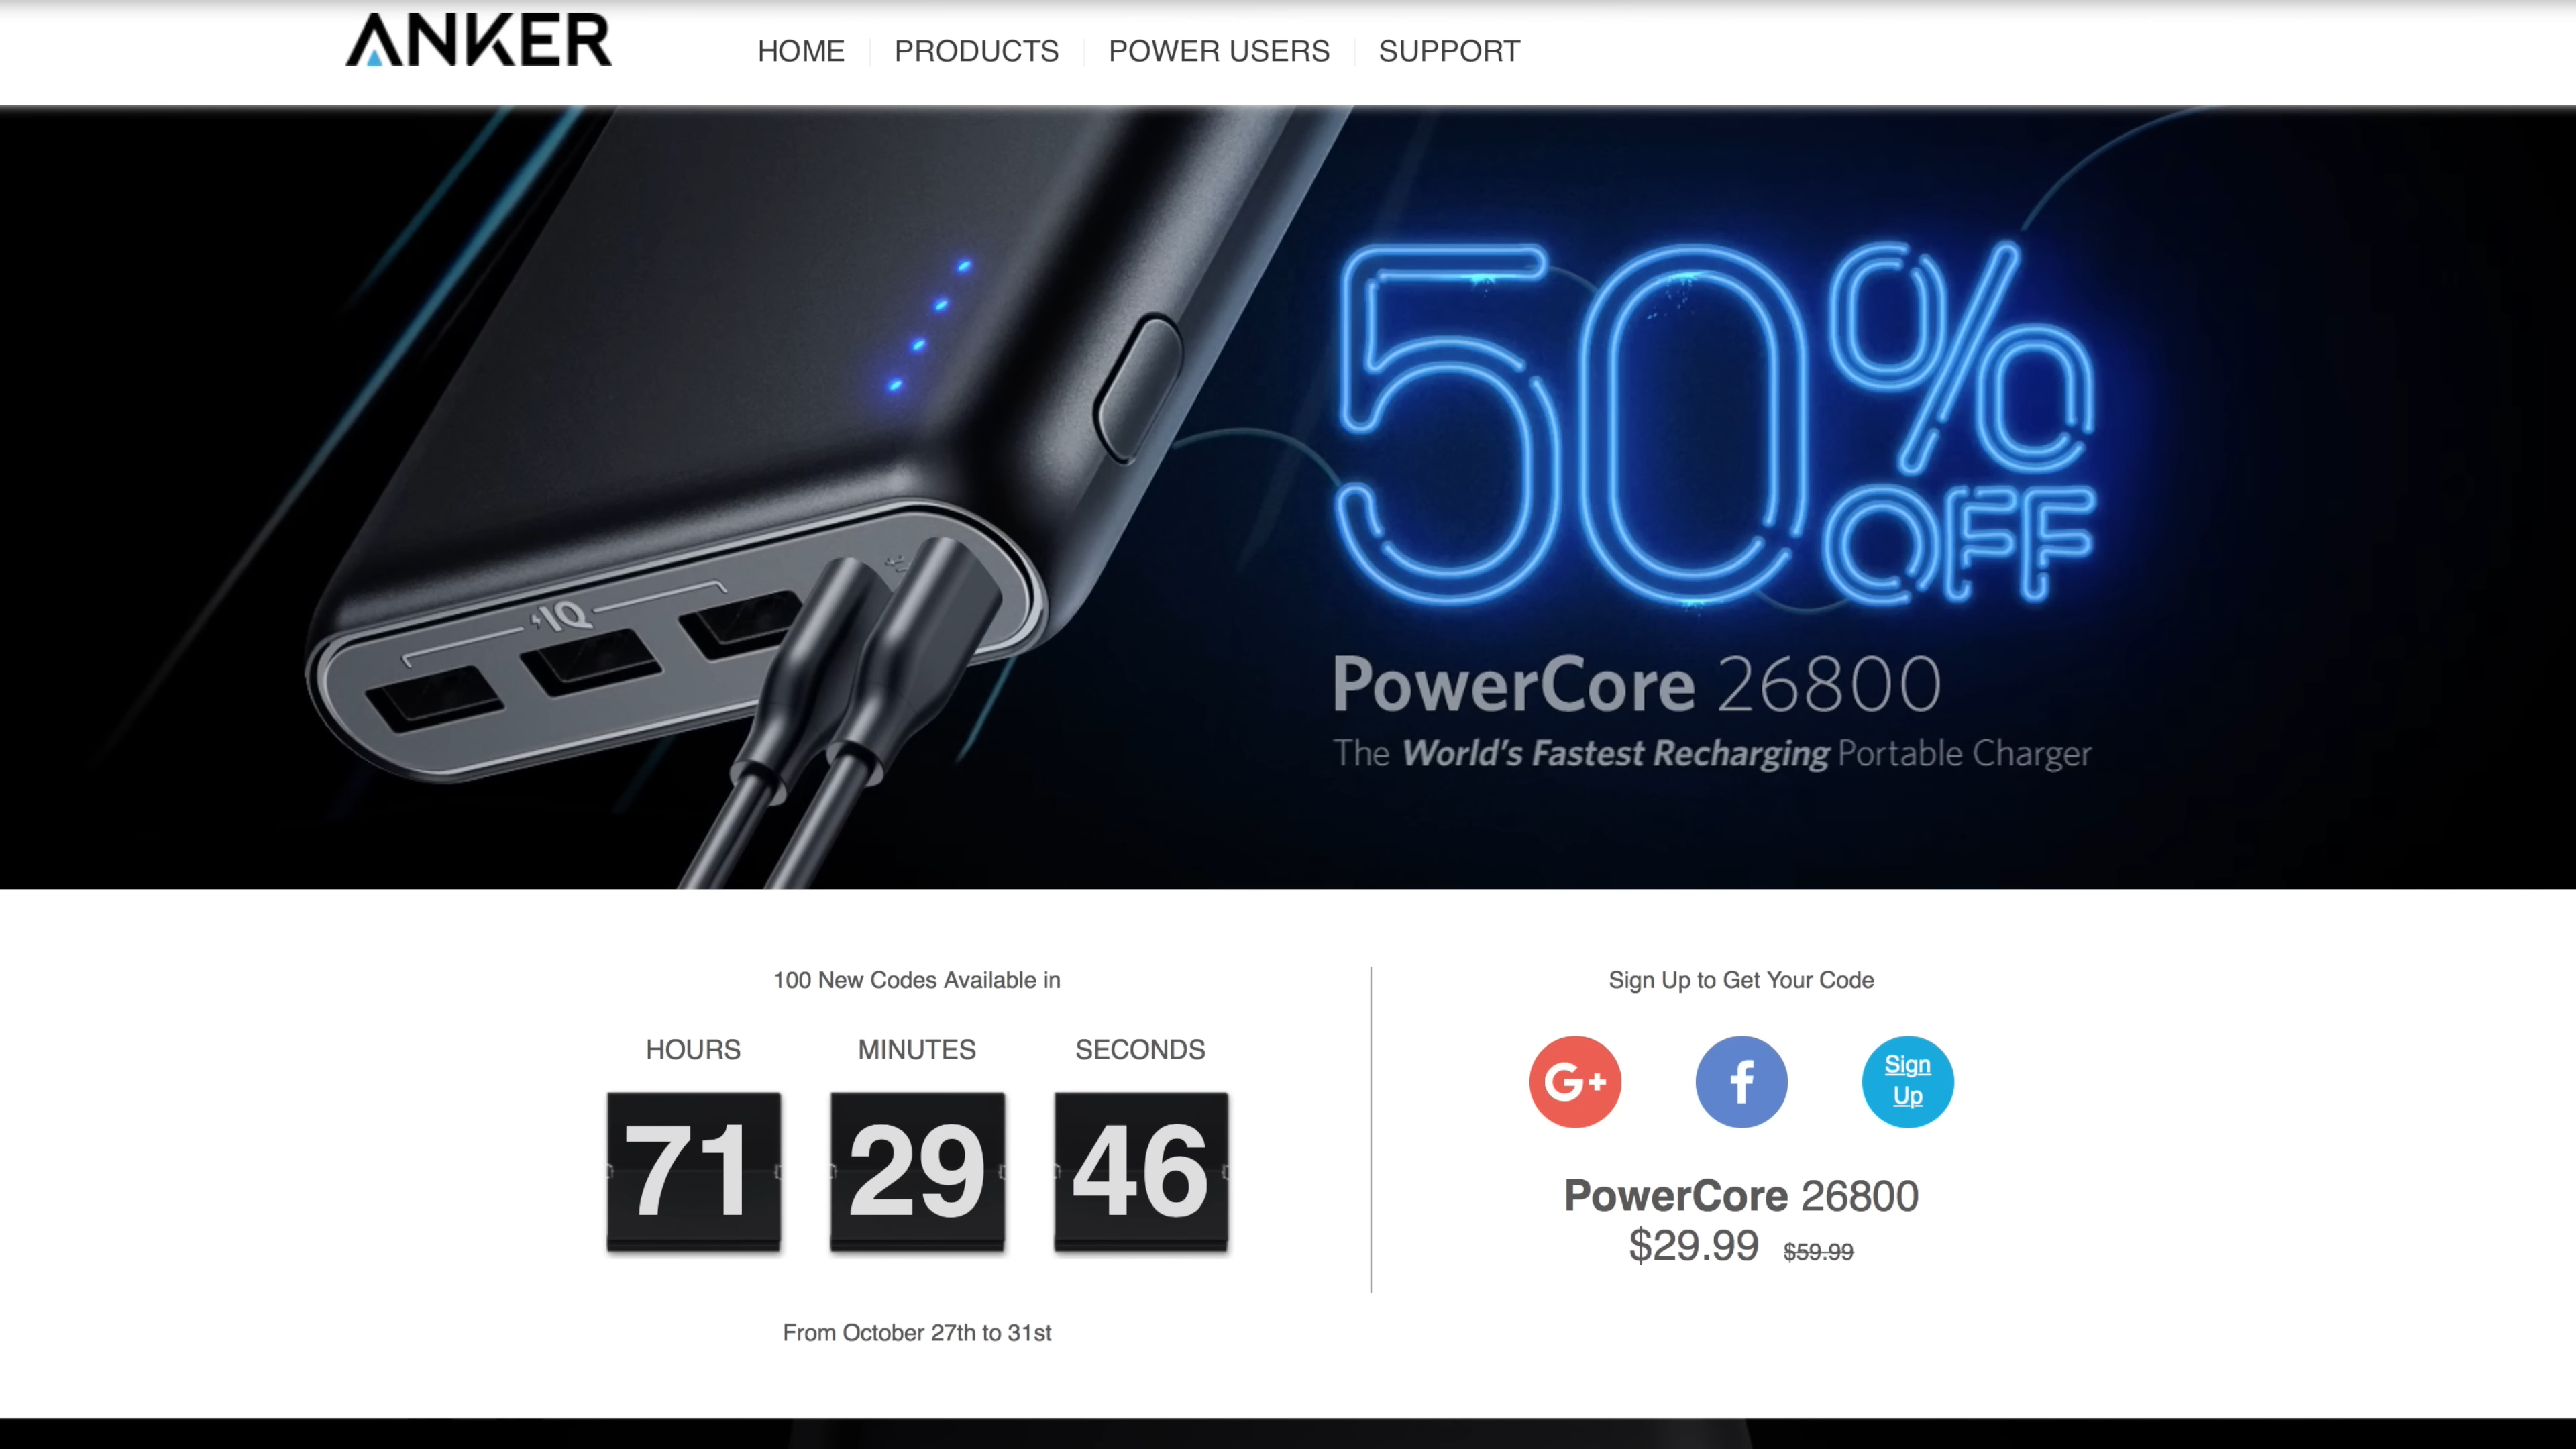 ANKER
HOME
PRODUCTS
POWER USERS
SUPPORT
IQ
50% OFF
PowerCore 26800
The World's Fastest Recharging Portable Charger
100 New Codes Available in
HOURS MINUTES SECONDS
71 29 46
From October 27th to 31st
Sign Up to Get Your Code
G+ f Sign Up
PowerCore 26800
$29.99 $59.99